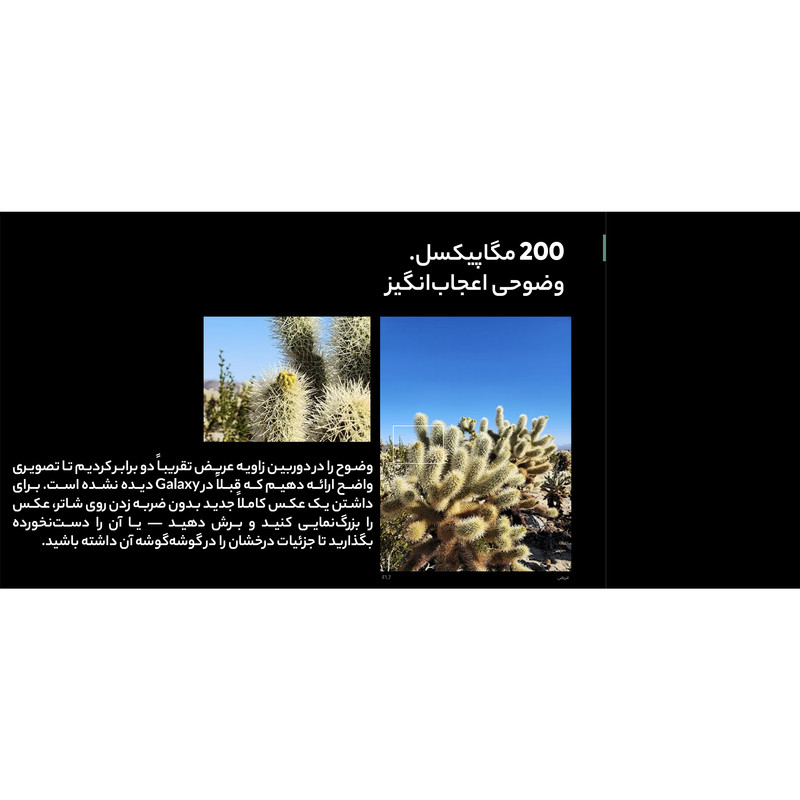 200 مگاپیکسل.
وضوحی اعجاب‌انگیز
وضوح را در دوربین زاویه عریض تقریباً دو برابر کردیم تا تصویری
واضح ارائه دهیم که قبلاً در Galaxy دیده نشده است. برای
داشتن یک عکس کاملاً جدید بدون ضربه زدن روی شاتر، عکس
را بزرگ‌نمایی کنید و برش دهید — یا آن را دست‌نخورده
بگذارید تا جزئیات درخشان را در گوشه‌گوشه آن داشته باشید.
عریض
F1.7